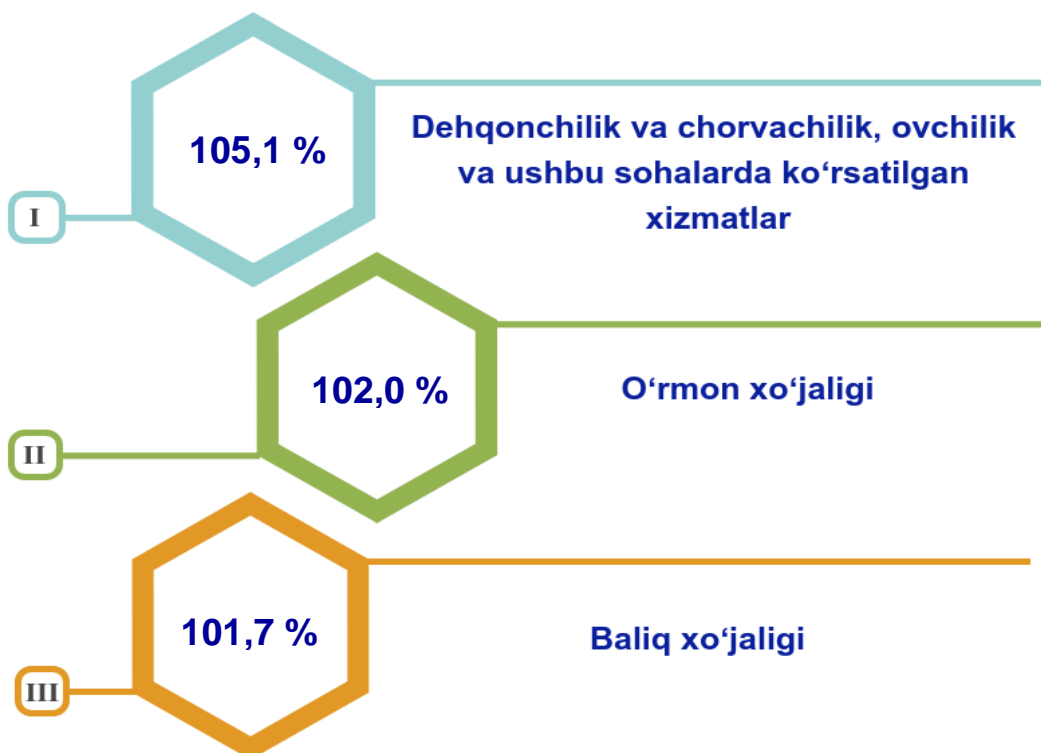 105,1 %
Dehqonchilik va chorvachilik, ovchilik
va ushbu sohalarda ko‘rsatilgan
xizmatlar
I
102,0 %
O‘rmon xo‘jaligi
II
101,7 %
Baliq xo‘jaligi
III